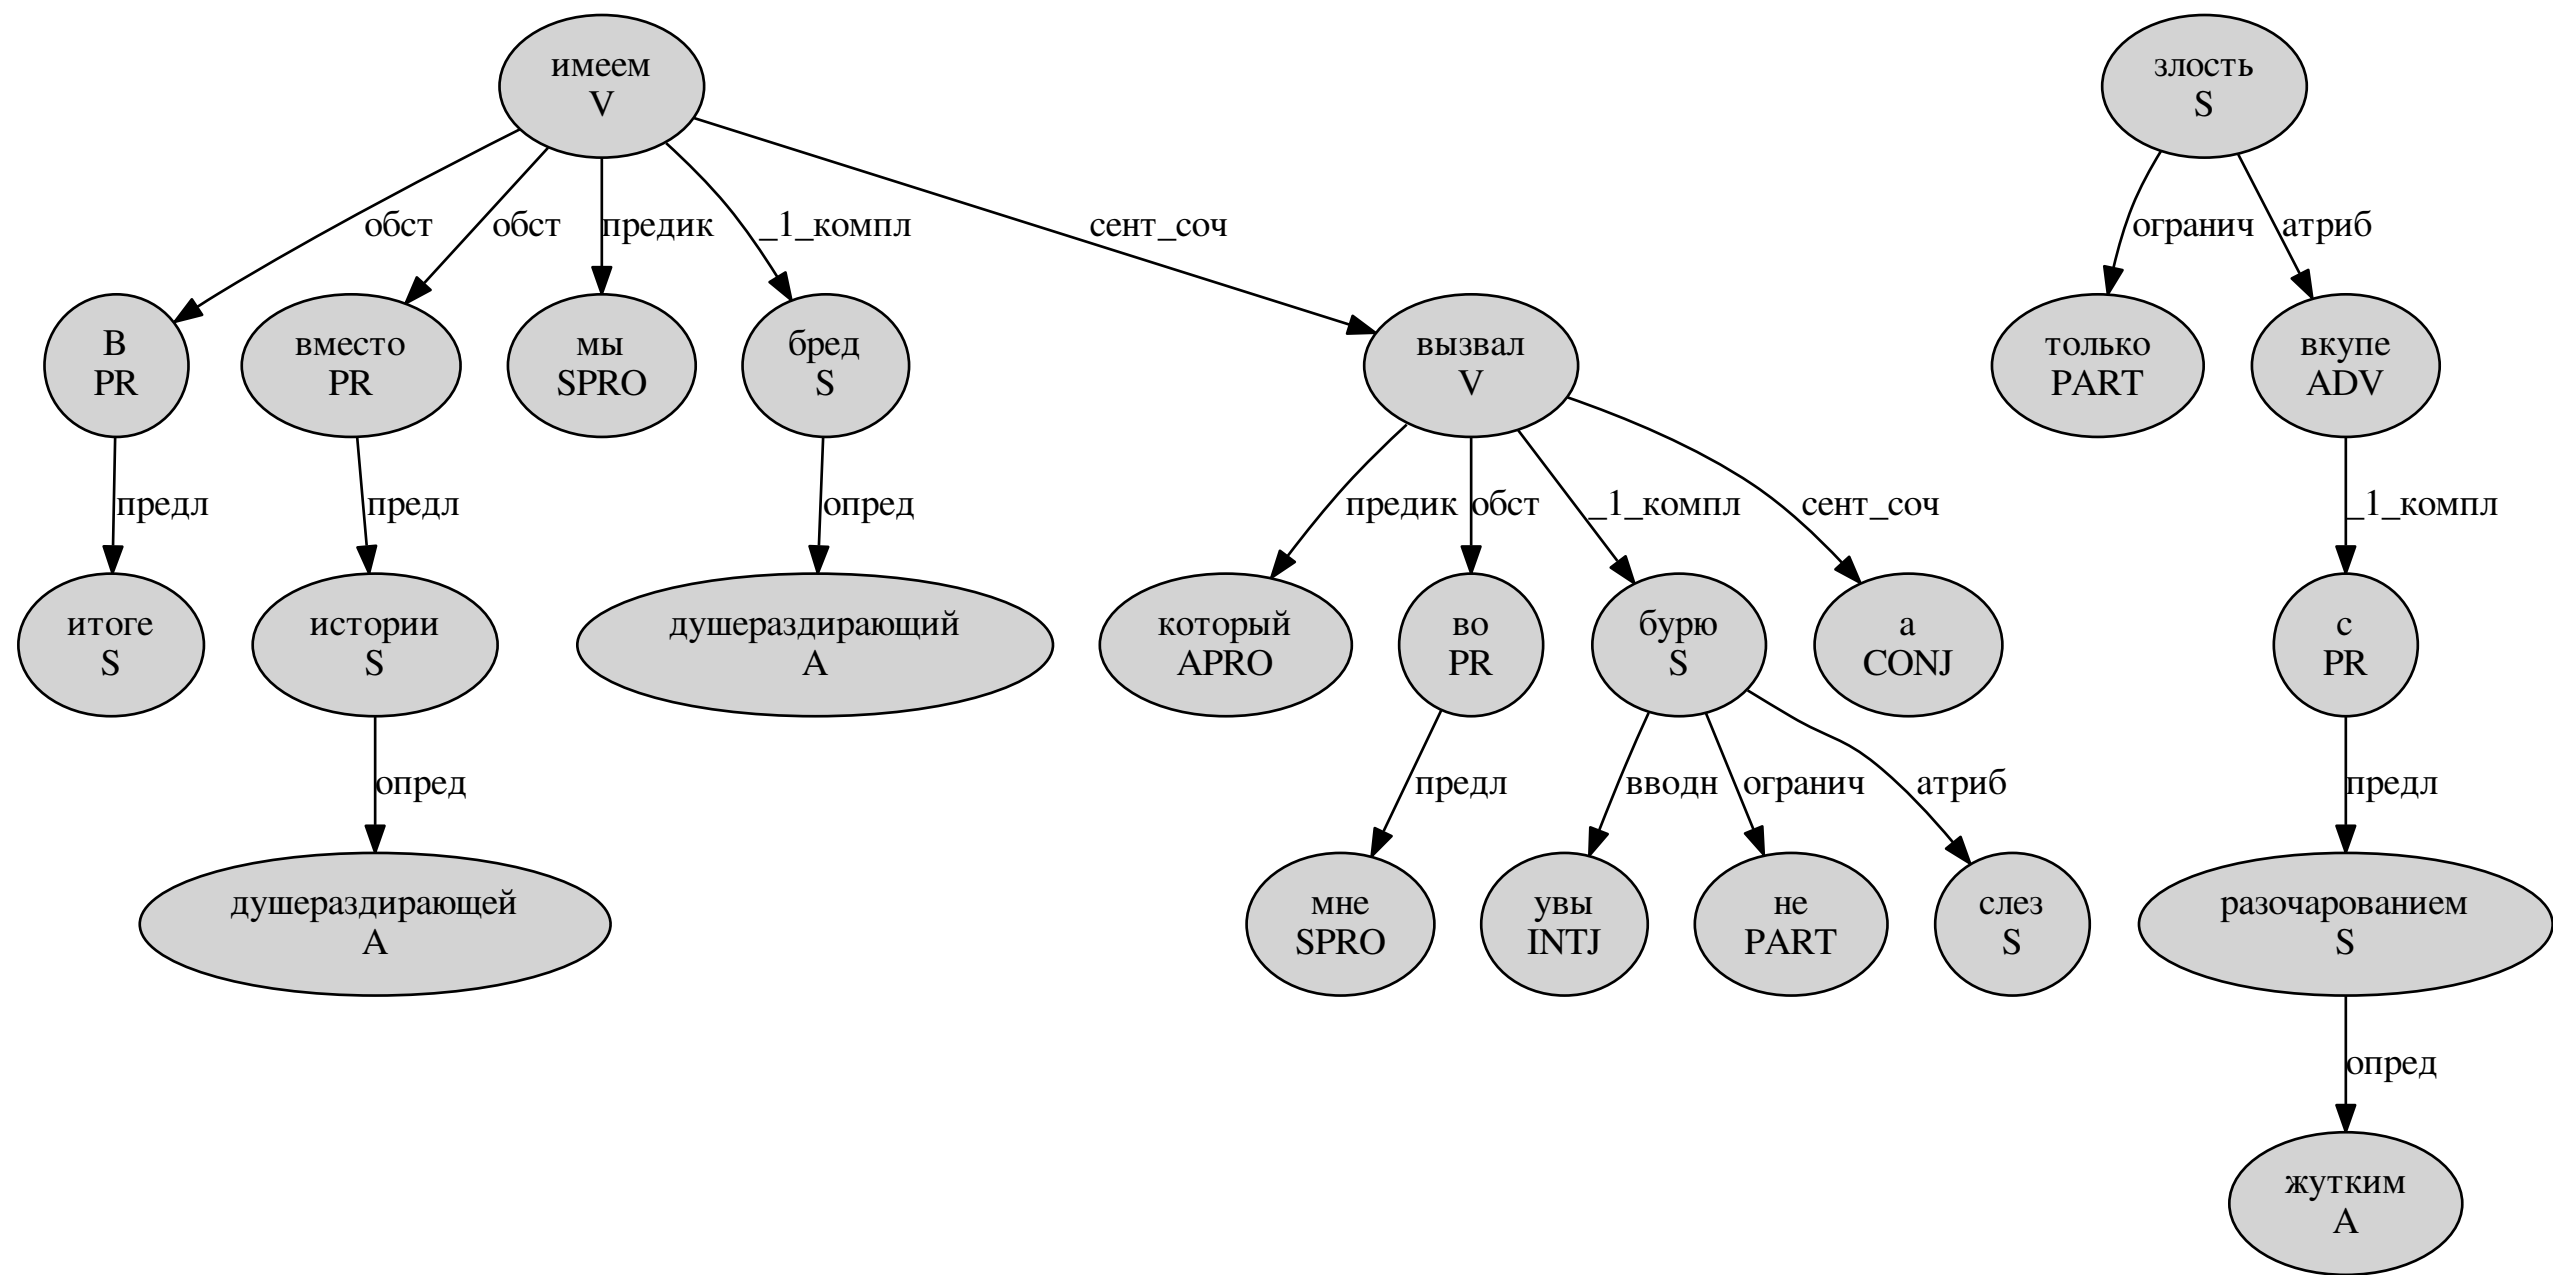 имеем
V
злость
S
обст
обст
предик
_1_компл
сент_соч
огранич
атриб
В
PR
вместо
PR
мы
SPRO
бред
S
вызвал
V
только
PART
вкупе
ADV
предл
предл
опред
предик
обст
_1_компл
сент_соч
_1_компл
итоге
S
истории
S
душераздирающий
A
который
APRO
во
PR
бурю
S
а
CONJ
с
PR
опред
предл
вводн
огранич
атриб
предл
душераздирающей
A
мне
SPRO
увы
INTJ
не
PART
слез
S
разочарованием
S
опред
жутким
A